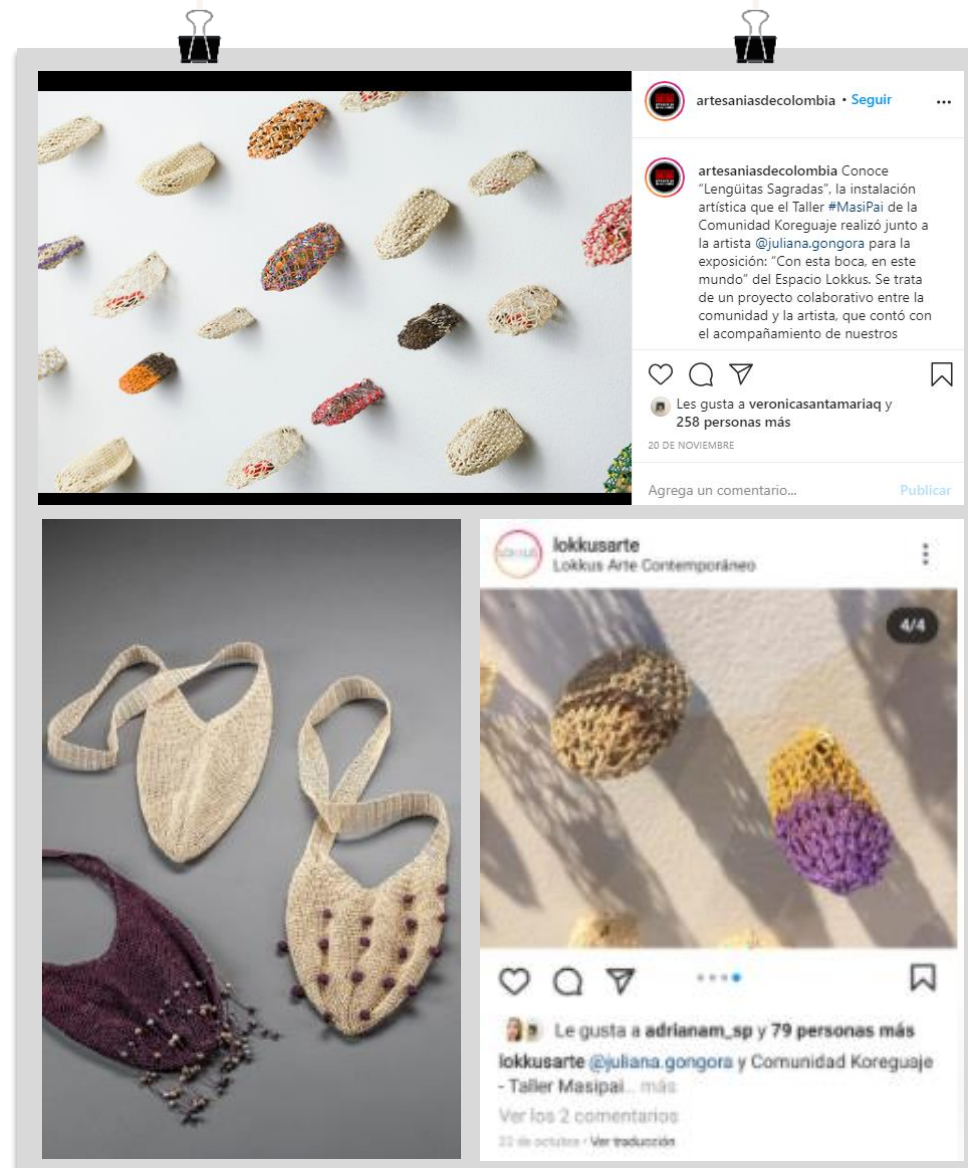 artesaniasdecolombia • Seguir
artesaniasdecolombia Conoce
“Lengüitas Sagradas”, la instalación
artística que el Taller #MasiPai de la
Comunidad Koreguaje realizó junto a
la artista @juliana.gongora para la
exposición: “Con esta boca, en este
mundo” del Espacio Lokkus. Se trata
de un proyecto colaborativo entre la
comunidad y la artista, que contó con
el acompañamiento de nuestros
Les gusta a veronicasantamariaq y
258 personas más
20 DE NOVIEMBRE
Agrega un comentario...
Publicar
lokkusarte
Lokkus Arte Contemporáneo
4/4
Le gusta a adrianam_sp y 79 personas más
lokkusarte @juliana.gongora y Comunidad Koreguaje
- Taller Masipai... más
Ver los 2 comentarios
22 de octubre · Ver traducción